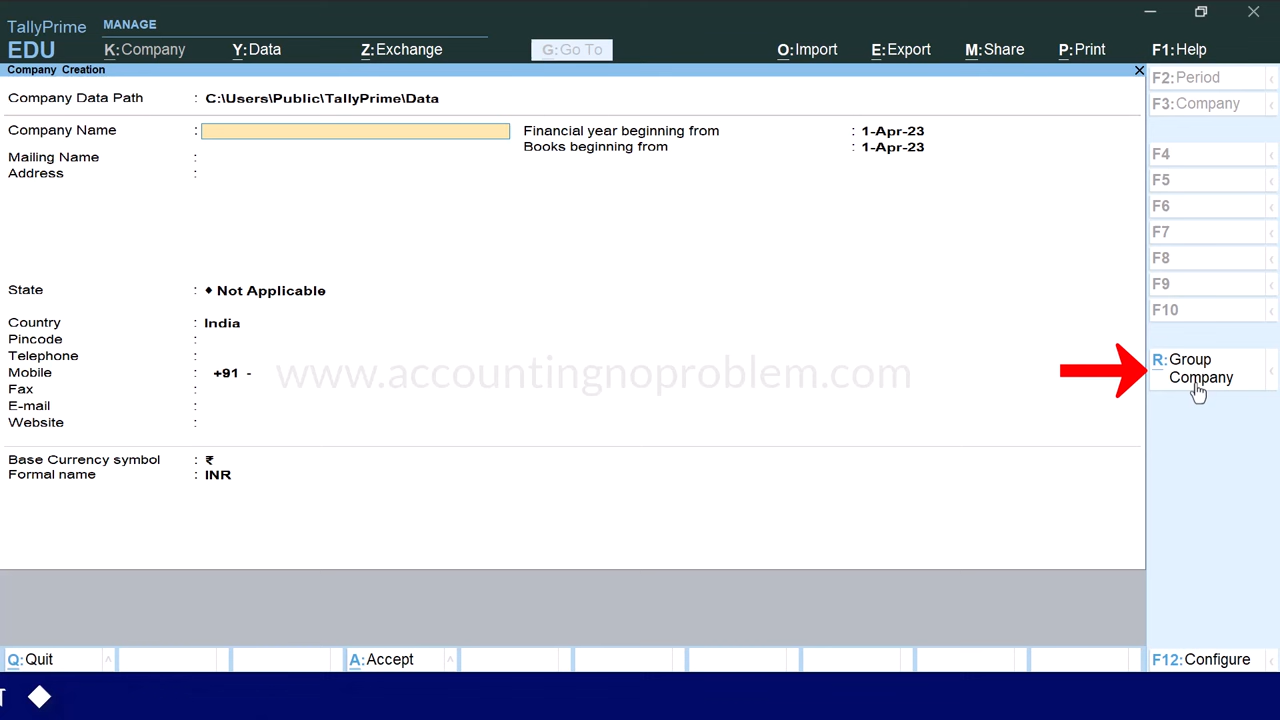 TallyPrime
EDU
MANAGE
K:Company
Y:Data
Z:Exchange
G:Go To
O:Import
E:Export
M:Share
P:Print
F1:Help
Company Creation
Company Data Path : C:\Users\Public\TallyPrime\Data
Company Name :
Financial year beginning from : 1-Apr-23
Books beginning from : 1-Apr-23
Mailing Name :
Address :
State : ♦ Not Applicable
Country : India
Pincode :
Telephone :
Mobile : +91 -
Fax :
E-mail :
Website :
www.accountingnoproblem.com
Base Currency symbol : ₹
Formal name : INR
F2:Period
F3:Company
F4
F5
F6
F7
F8
F9
F10
R:Group
Company
Q:Quit
A:Accept
F12:Configure